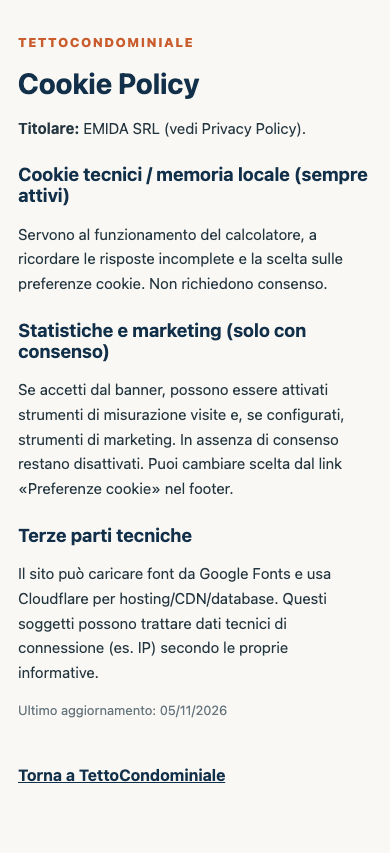 TETTOCONDOMINIALE
Cookie Policy
Titolare: EMIDA SRL (vedi Privacy Policy).
Cookie tecnici / memoria locale (sempre
attivi)
Servono al funzionamento del calcolatore, a
ricordare le risposte incomplete e la scelta sulle
preferenze cookie. Non richiedono consenso.
Statistiche e marketing (solo con
consenso)
Se accetti dal banner, possono essere attivati
strumenti di misurazione visite e, se configurati,
strumenti di marketing. In assenza di consenso
restano disattivati. Puoi cambiare scelta dal link
«Preferenze cookie» nel footer.
Terze parti tecniche
Il sito può caricare font da Google Fonts e usa
Cloudflare per hosting/CDN/database. Questi
soggetti possono trattare dati tecnici di
connessione (es. IP) secondo le proprie
informative.
Ultimo aggiornamento: 05/11/2026
Torna a TettoCondominiale